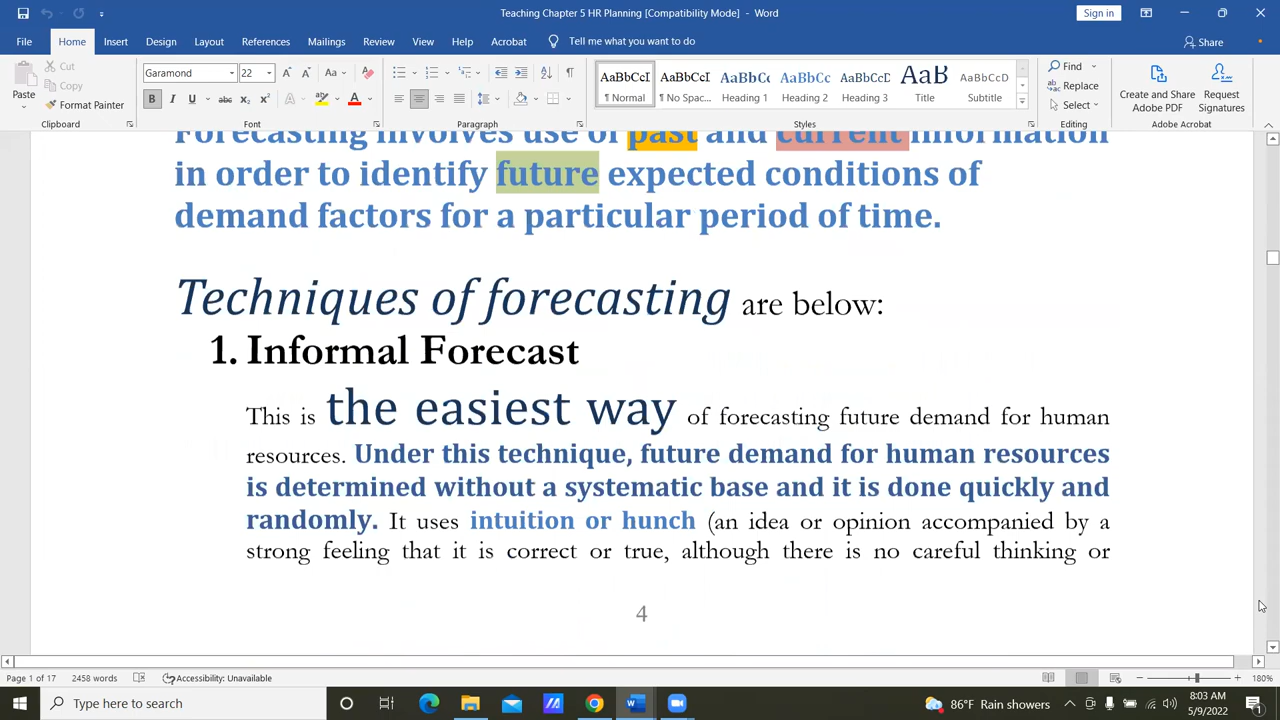 Teaching Chapter 5 HR Planning [Compatibility Mode] - Word
Sign in
File Home Insert Design Layout References Mailings Review View Help Acrobat Tell me what you want to do Share
Paste
Cut
Copy
Format Painter
Clipboard
Garamond 22
Font
Paragraph
AaBbCcI ¶ Normal
AaBbCcI ¶ No Spac...
AaBbCc Heading 1
AaBbCc Heading 2
AaBbCcI Heading 3
AaB Title
AaBbCcD Subtitle
Styles
Find
Replace
Select
Editing
Create and Share Adobe PDF
Request Signatures
Adobe Acrobat
Forecasting involves use of past and current information
in order to identify future expected conditions of
demand factors for a particular period of time.
Techniques of forecasting are below:
1. Informal Forecast
This is the easiest way of forecasting future demand for human
resources. Under this technique, future demand for human resources
is determined without a systematic base and it is done quickly and
randomly. It uses intuition or hunch (an idea or opinion accompanied by a
strong feeling that it is correct or true, although there is no careful thinking or
4
Page 1 of 17 2458 words Accessibility: Unavailable 180%
Type here to search
86°F Rain showers
8:03 AM
5/9/2022